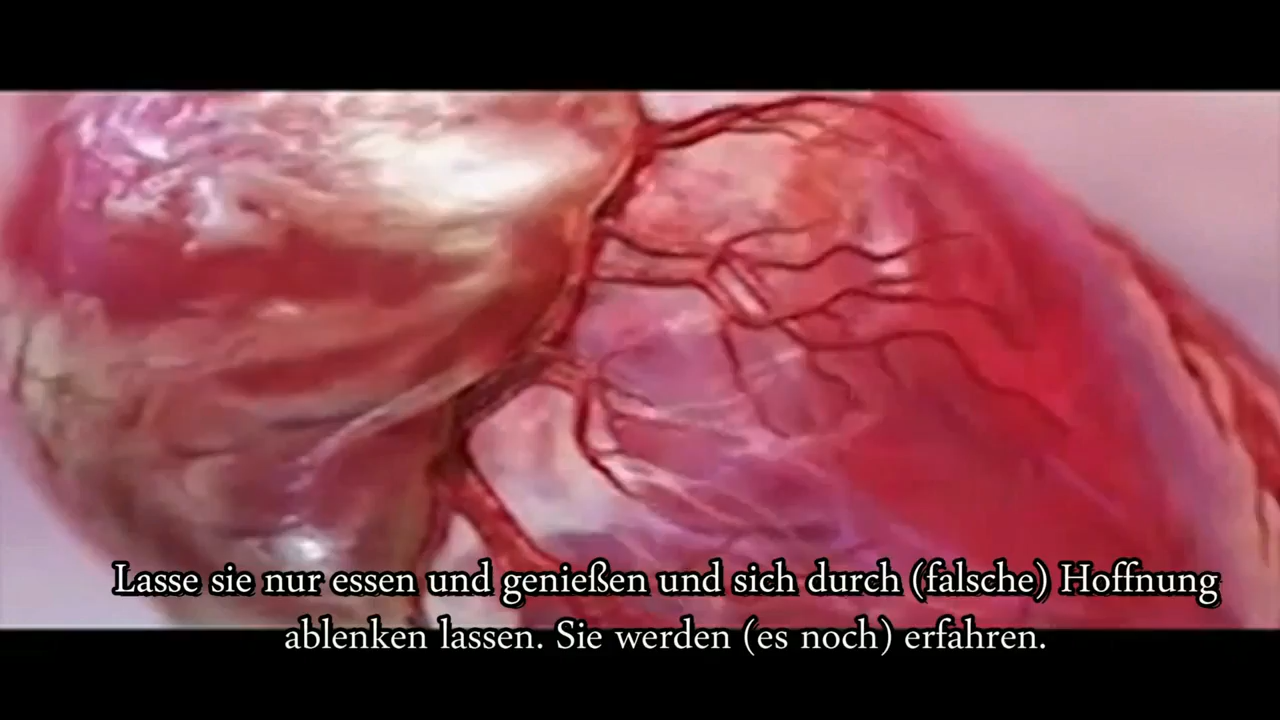 Lasse sie nur essen und genießen und sich durch (falsche) Hoffnung
ablenken lassen. Sie werden (es noch) erfahren.